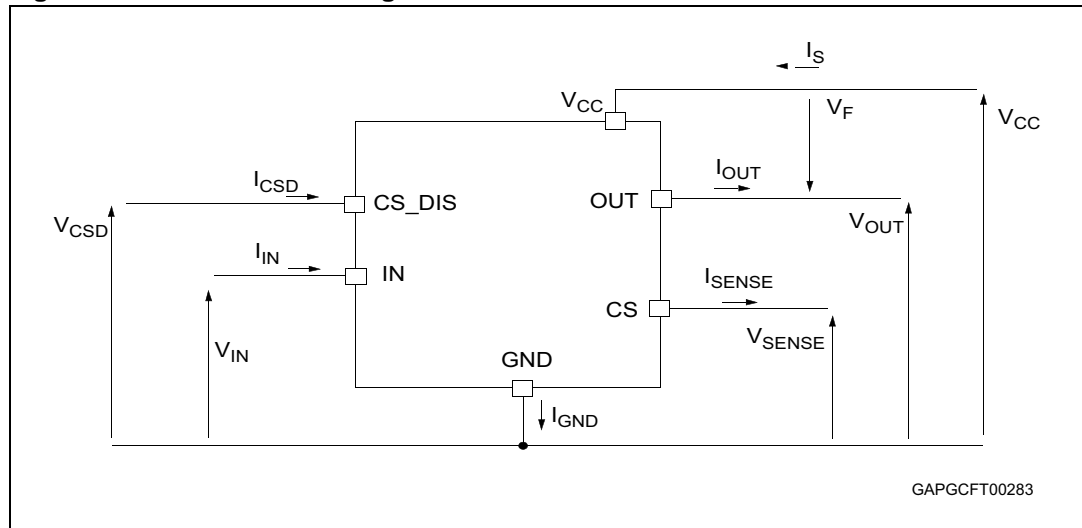 I_S
V_CC
V_F
V_CC
I_CSD
CS_DIS
OUT
I_OUT
V_CSD
V_OUT
I_IN
IN
I_SENSE
CS
V_SENSE
V_IN
GND
I_GND
GAPGCFT00283